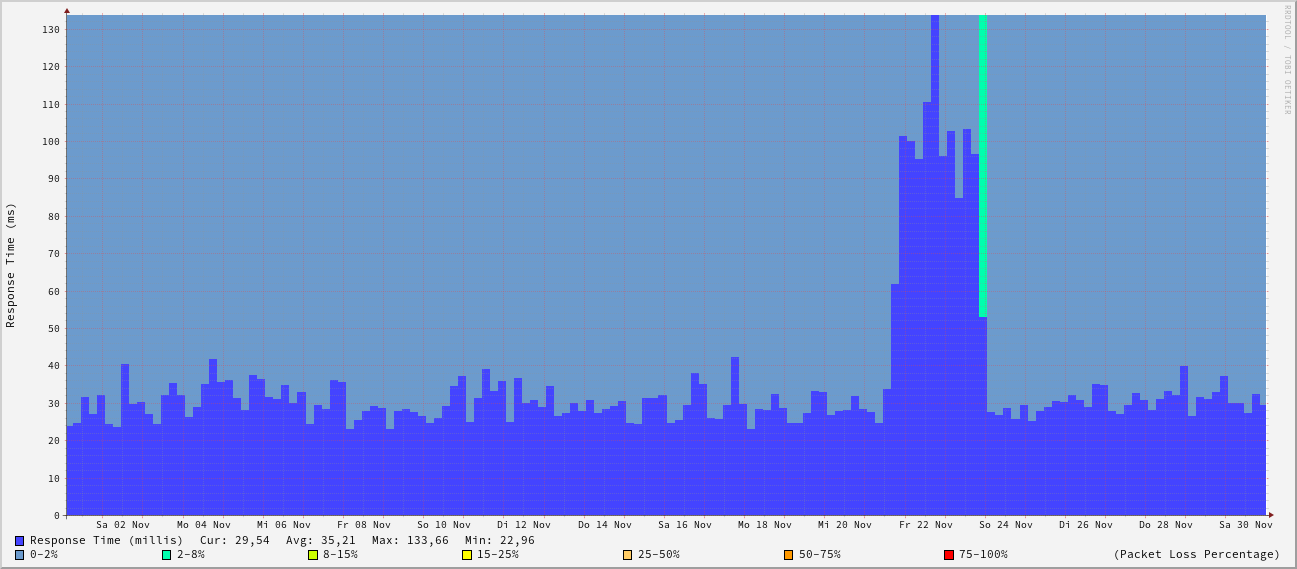 RRDTOOL / TOBI OETIKER
Response Time (ms)
130
120
110
100
90
80
70
60
50
40
30
20
10
0
Sa 02 Nov Mo 04 Nov Mi 06 Nov Fr 08 Nov So 10 Nov Di 12 Nov Do 14 Nov Sa 16 Nov Mo 18 Nov Mi 20 Nov Fr 22 Nov So 24 Nov Di 26 Nov Do 28 Nov Sa 30 Nov
Response Time (millis) Cur: 29,54 Avg: 35,21 Max: 133,66 Min: 22,96
0-2% 2-8% 8-15% 15-25% 25-50% 50-75% 75-100% (Packet Loss Percentage)